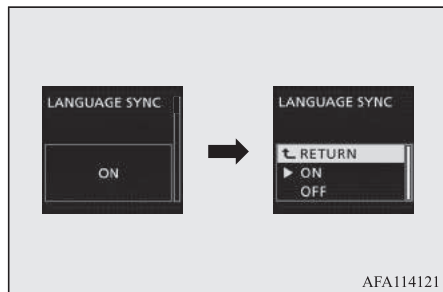 LANGUAGE SYNC
ON
LANGUAGE SYNC
RETURN
ON
OFF
AFA114121